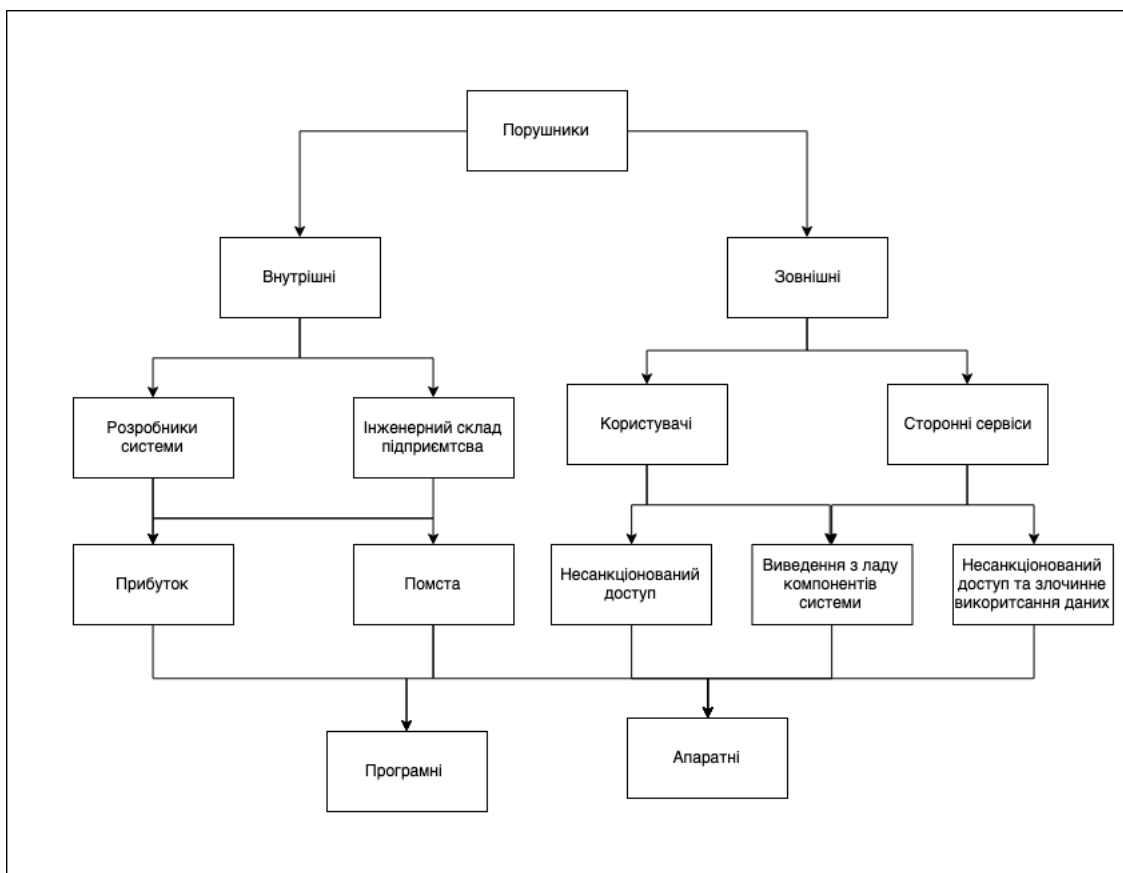 Порушники
Внутрішні
Зовнішні
Розробники
системи
Інженерний склад
підприємтсва
Користувачі
Сторонні сервіси
Прибуток
Помста
Несанкціонований
доступ
Виведення з ладу
компонентів
системи
Несанкціонований
доступ та злочинне
викоритсання даних
Програмні
Апаратні